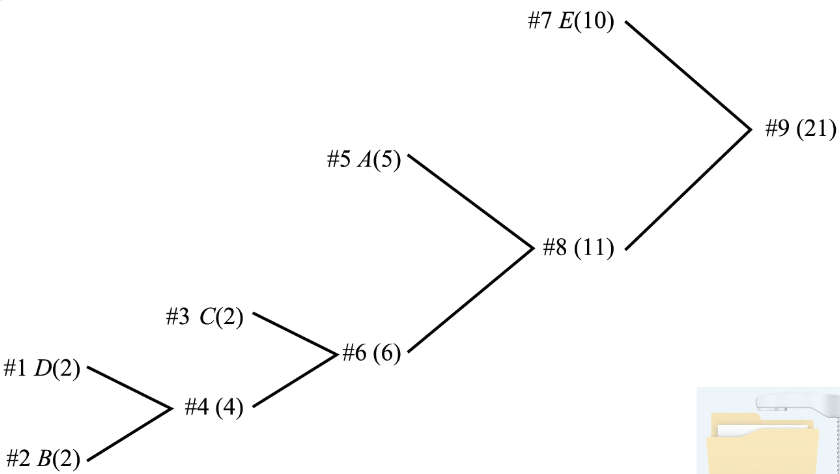 #7 E(10)
#9 (21)
#5 A(5)
#8 (11)
#3 C(2)
#6 (6)
#1 D(2)
#4 (4)
#2 B(2)